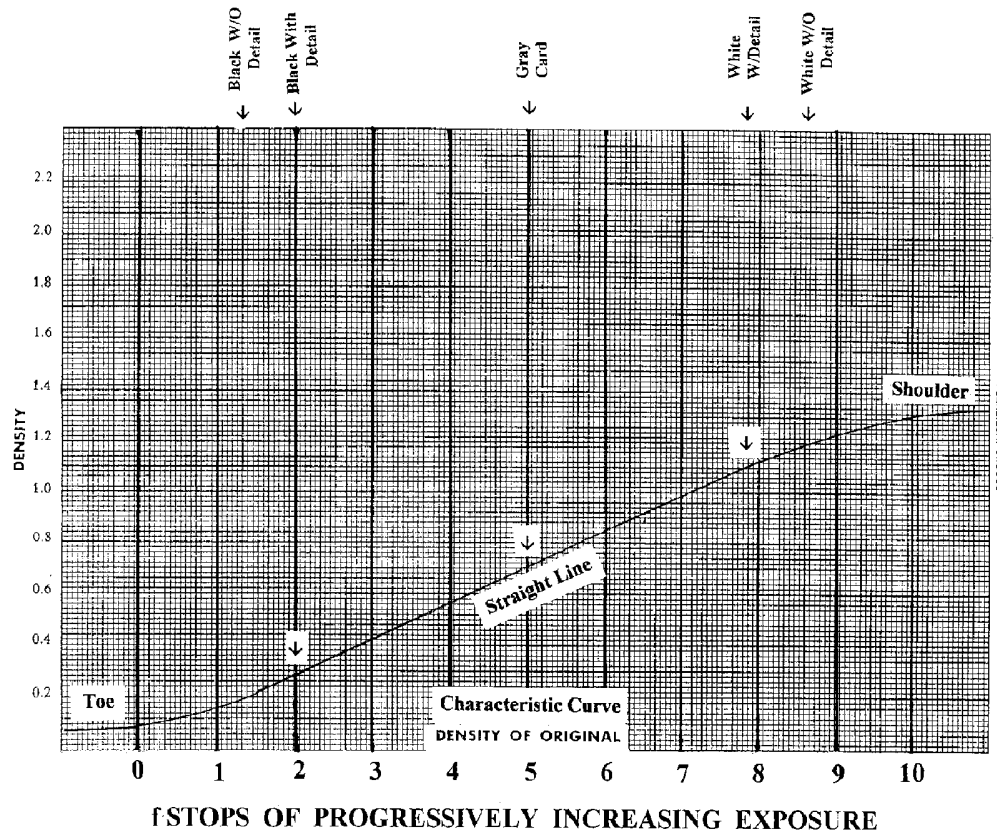 Black W/O
Detail
Black With
Detail
Gray
Card
White
W/Detail
White W/O
Detail
2.2
2.0
1.8
1.6
1.4
1.2
1.0
0.8
0.6
0.4
0.2
DENSITY
Shoulder
Straight Line
Toe
Characteristic Curve
DENSITY OF ORIGINAL
0 1 2 3 4 5 6 7 8 9 10
f STOPS OF PROGRESSIVELY INCREASING EXPOSURE